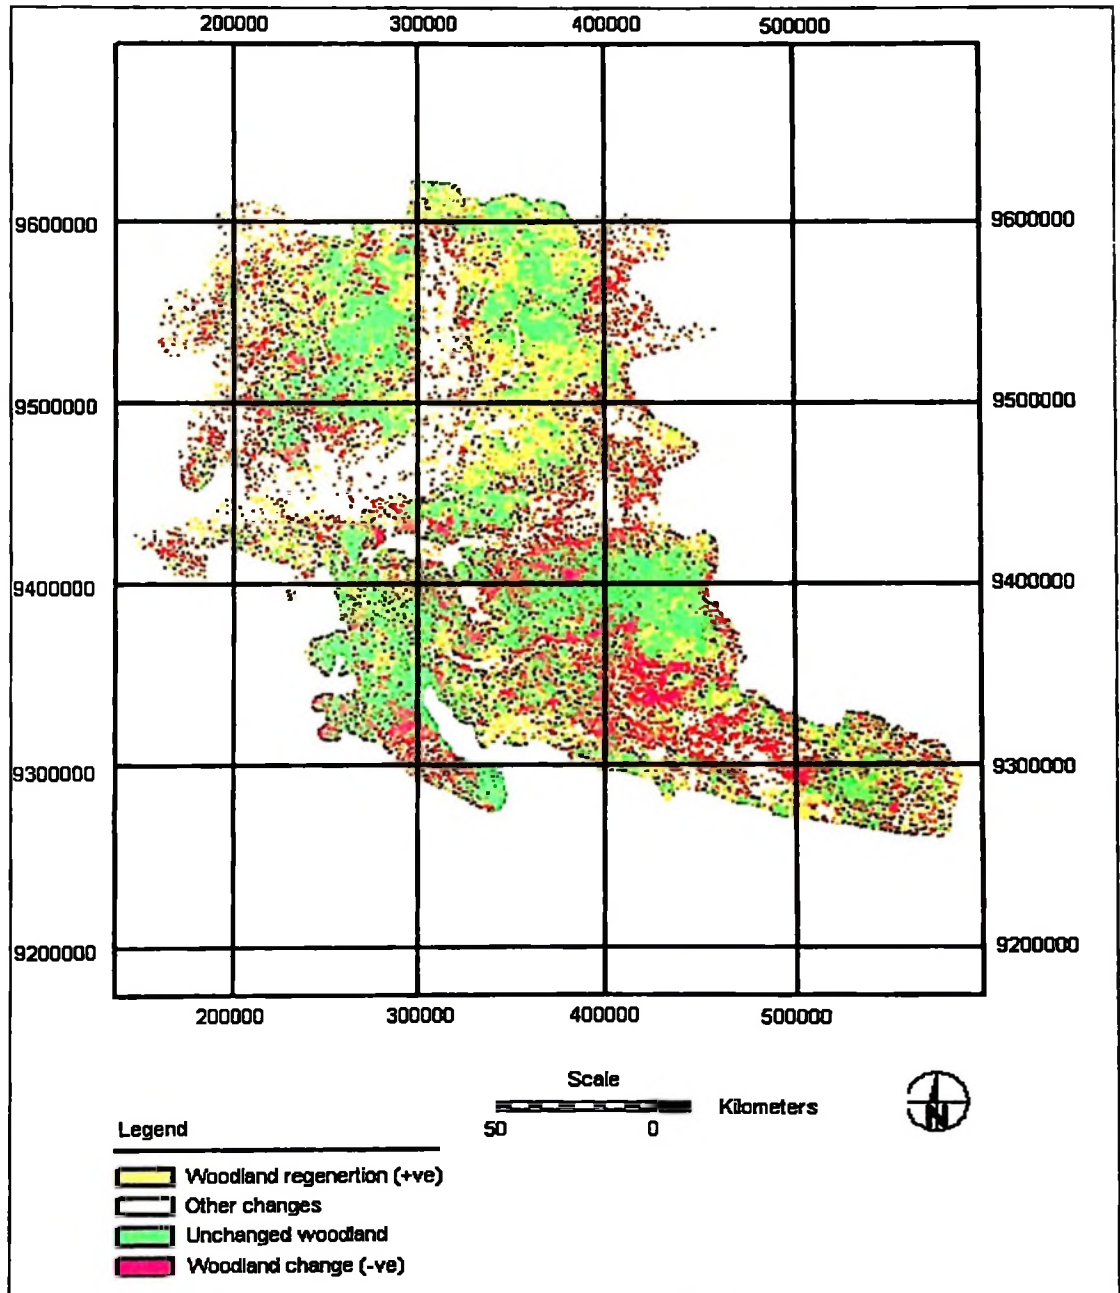 200000 300000 400000 500000
9600000 9600000
9500000 9500000
9400000 9400000
9300000 9300000
9200000 9200000
200000 300000 400000 500000
Scale
Kilometers
50 0
N
Legend
Woodland regenertion (+ve)
Other changes
Unchanged woodland
Woodland change (-ve)